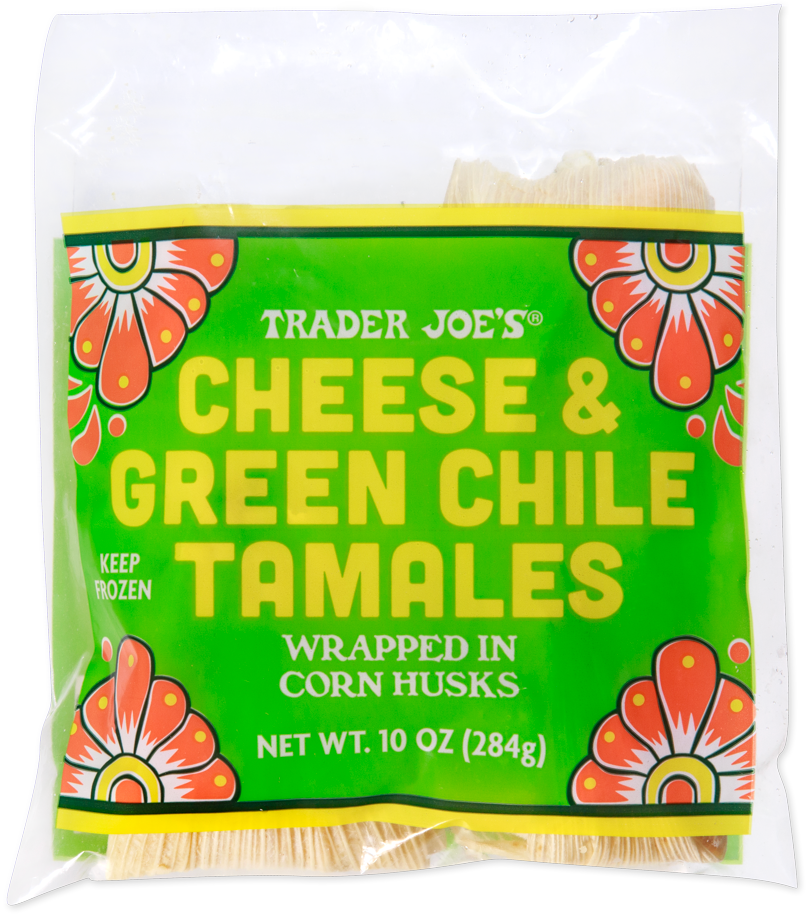 TRADER JOE'S®
CHEESE &
GREEN CHILE
TAMALES
KEEP
FROZEN
WRAPPED IN
CORN HUSKS
NET WT. 10 OZ (284g)